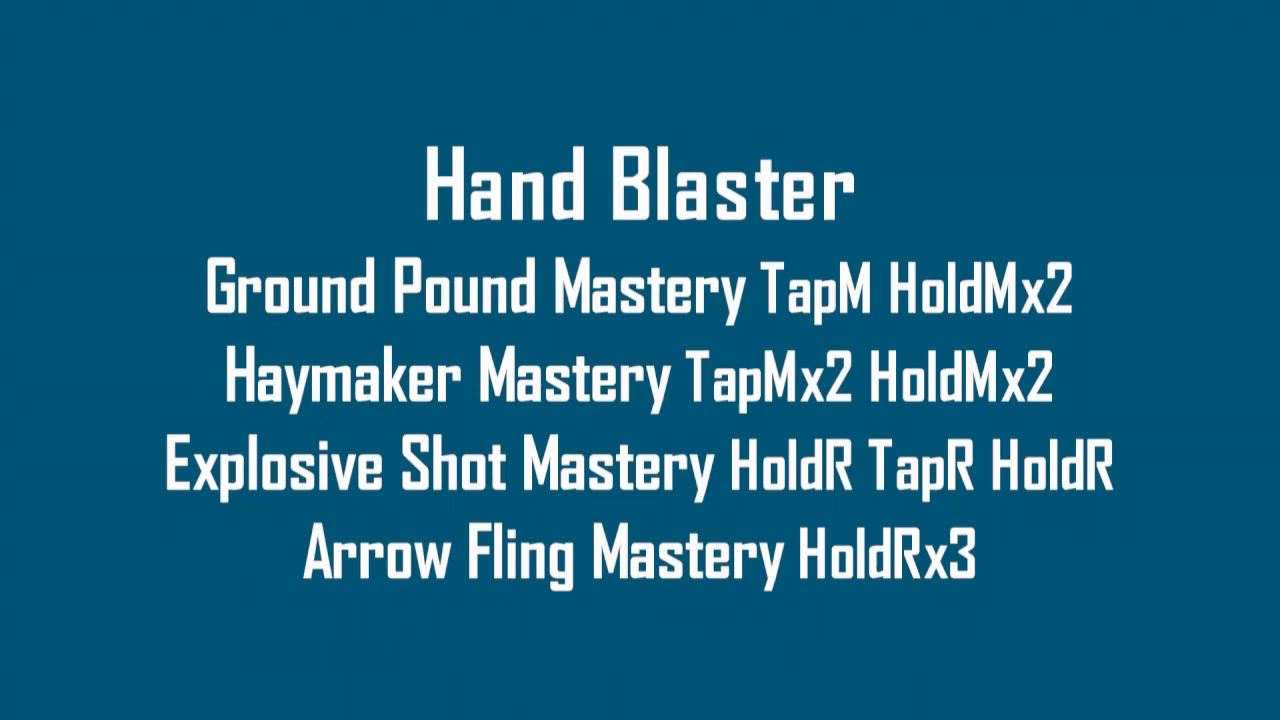 Hand Blaster
Ground Pound Mastery TapM HoldMx2
Haymaker Mastery TapMx2 HoldMx2
Explosive Shot Mastery HoldR TapR HoldR
Arrow Fling Mastery HoldRx3